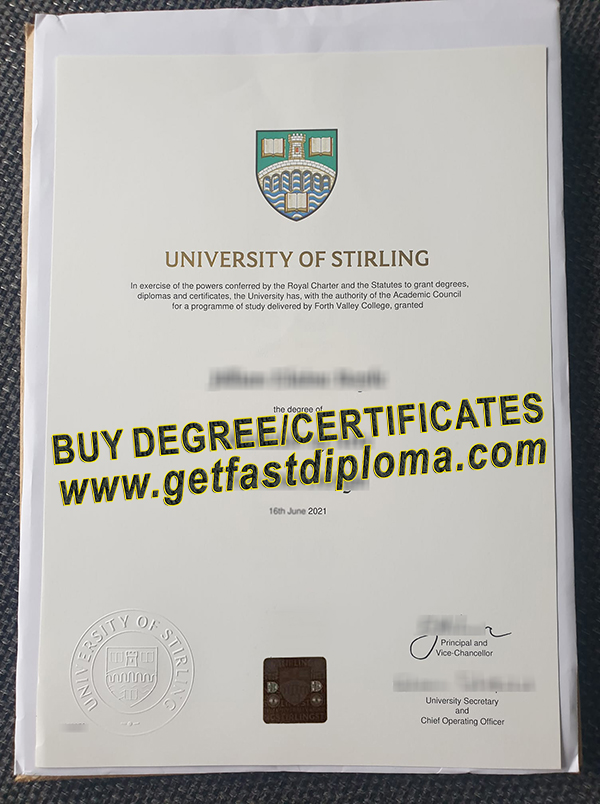 UNIVERSITY OF STIRLING
In exercise of the powers conferred by the Royal Charter and the Statutes to grant degrees,
diplomas and certificates, the University has, with the authority of the Academic Council
for a programme of study delivered by Forth Valley College, granted
the degree of
BUY DEGREE/CERTIFICATES
www.getfastdiploma.com
16th June 2021
UNIVERSITY OF STIRLING
Principal and
Vice-Chancellor
University Secretary
and
Chief Operating Officer